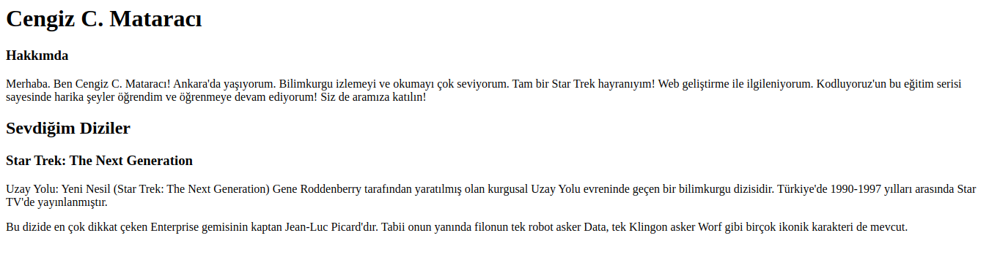 Cengiz C. Mataracı
Hakkımda
Merhaba. Ben Cengiz C. Mataracı! Ankara'da yaşıyorum. Bilimkurgu izlemeyi ve okumayı çok seviyorum. Tam bir Star Trek hayranıyım! Web geliştirme ile ilgileniyorum. Kodluyoruz'un bu eğitim serisi
sayesinde harika şeyler öğrendim ve öğrenmeye devam ediyorum! Siz de aramıza katılın!
Sevdiğim Diziler
Star Trek: The Next Generation
Uzay Yolu: Yeni Nesil (Star Trek: The Next Generation) Gene Roddenberry tarafından yaratılmış olan kurgusal Uzay Yolu evreninde geçen bir bilimkurgu dizisidir. Türkiye'de 1990-1997 yılları arasında Star
TV'de yayınlanmıştır.
Bu dizide en çok dikkat çeken Enterprise gemisinin kaptan Jean-Luc Picard'dır. Tabii onun yanında filonun tek robot asker Data, tek Klingon asker Worf gibi birçok ikonik karakteri de mevcut.